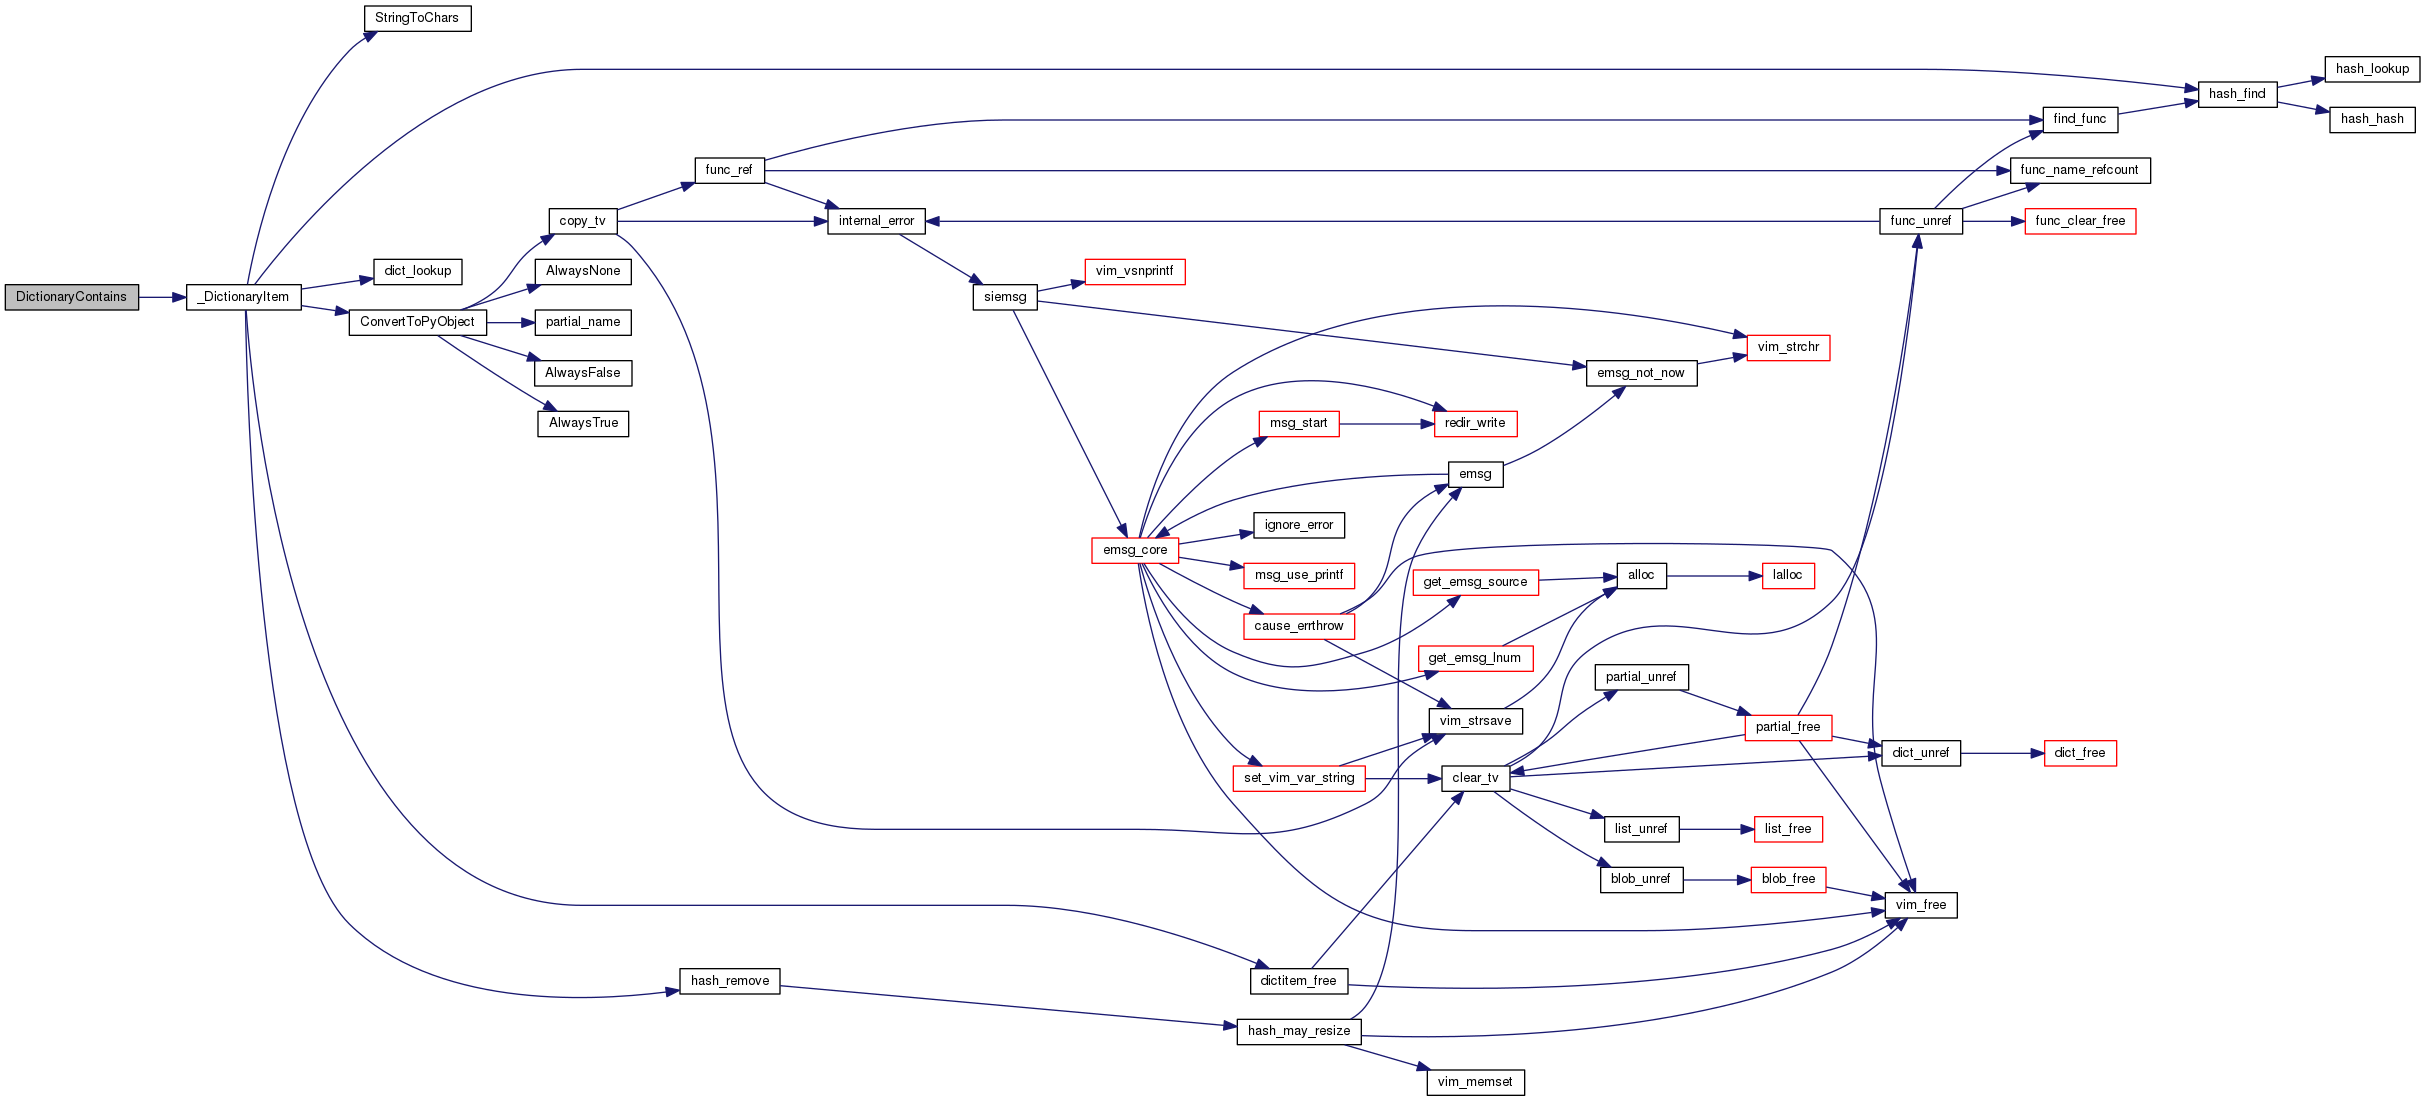 StringToChars
hash_lookup
hash_find
hash_hash
find_func
func_ref
func_name_refcount
copy_tv
internal_error
func_unref
func_clear_free
dict_lookup
AlwaysNone
vim_vsnprintf
DictionaryContains
_DictionaryItem
siemsg
ConvertToPyObject
partial_name
vim_strchr
AlwaysFalse
emsg_not_now
AlwaysTrue
msg_start
redir_write
emsg
ignore_error
emsg_core
msg_use_printf
get_emsg_source
alloc
lalloc
cause_errthrow
get_emsg_lnum
partial_unref
vim_strsave
partial_free
dict_unref
dict_free
set_vim_var_string
clear_tv
list_unref
list_free
blob_unref
blob_free
vim_free
hash_remove
dictitem_free
hash_may_resize
vim_memset